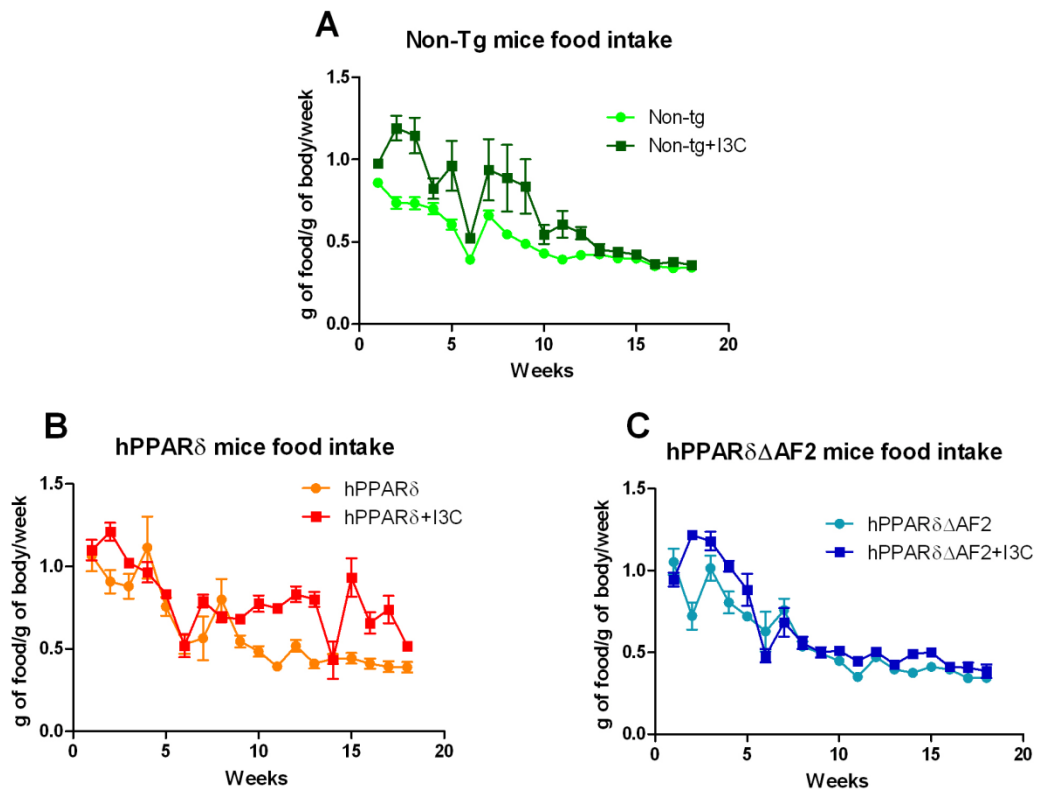 A
Non-Tg mice food intake
g of food/g of body/week
1.5
1.0
0.5
0.0
0 5 10 15 20
Weeks
Non-tg
Non-tg+I3C
B
hPPARδ mice food intake
g of food/g of body/week
1.5
1.0
0.5
0.0
0 5 10 15 20
Weeks
hPPARδ
hPPARδ+I3C
C
hPPARδΔAF2 mice food intake
g of food/g of body/week
1.5
1.0
0.5
0.0
0 5 10 15 20
Weeks
hPPARδΔAF2
hPPARδΔAF2+I3C